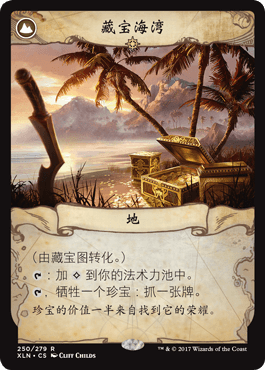 藏宝海湾
地
（由藏宝图转化。）
：加到你的法术力池中。
，牺牲一个珍宝：抓一张牌。
珍宝的价值一半来自找到它的荣耀。
250/279 R
XLN • CS CLIFF CHILDS
™ & © 2017 Wizards of the Coast